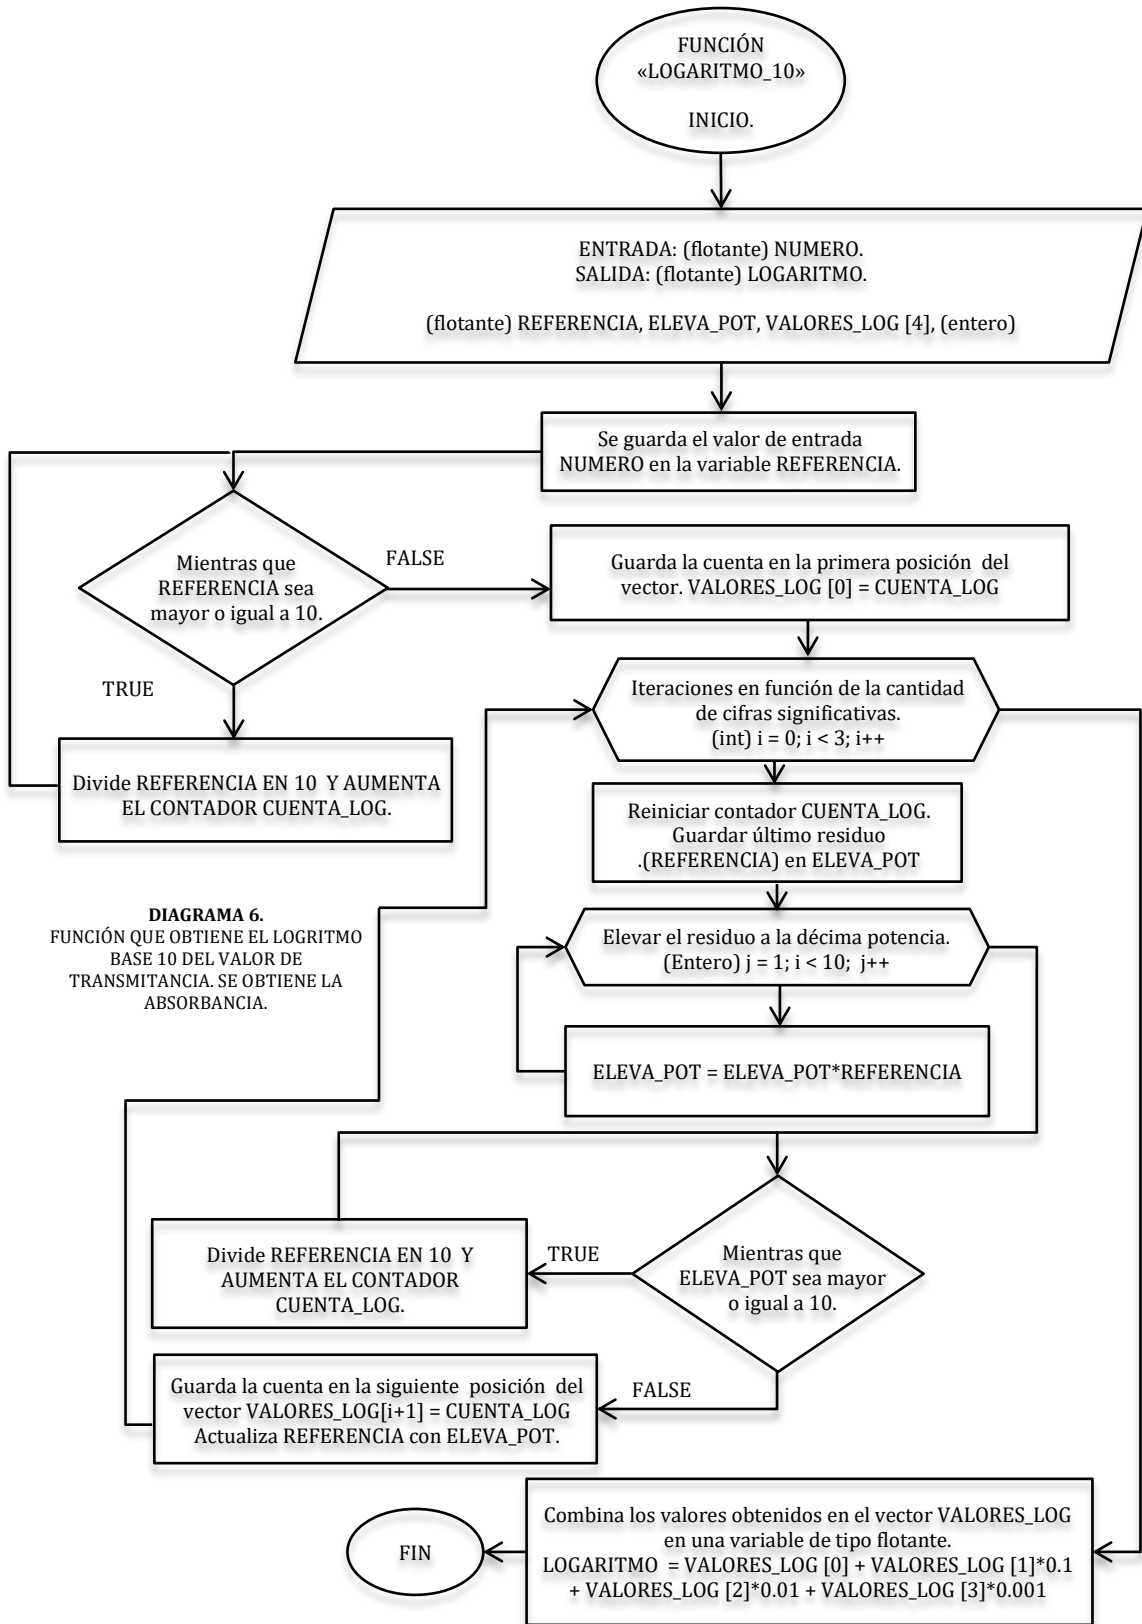 FUNCIÓN
«LOGARITMO_10»
INICIO.
ENTRADA: (flotante) NUMERO.
SALIDA: (flotante) LOGARITMO.
(flotante) REFERENCIA, ELEVA_POT, VALORES_LOG [4], (entero)
Se guarda el valor de entrada
NUMERO en la variable REFERENCIA.
Mientras que
REFERENCIA sea
mayor o igual a 10.
FALSE
Guarda la cuenta en la primera posición del
vector. VALORES_LOG [0] = CUENTA_LOG
TRUE
Divide REFERENCIA EN 10 Y AUMENTA
EL CONTADOR CUENTA_LOG.
Iteraciones en función de la cantidad
de cifras significativas.
(int) i = 0; i < 3; i++
Reiniciar contador CUENTA_LOG.
Guardar último residuo
.(REFERENCIA) en ELEVA_POT
DIAGRAMA 6.
FUNCIÓN QUE OBTIENE EL LOGRITMO
BASE 10 DEL VALOR DE
TRANSMITANCIA. SE OBTIENE LA
ABSORBANCIA.
Elevar el residuo a la décima potencia.
(Entero) j = 1; i < 10; j++
ELEVA_POT = ELEVA_POT*REFERENCIA
Mientras que
ELEVA_POT sea mayor
o igual a 10.
TRUE
Divide REFERENCIA EN 10 Y
AUMENTA EL CONTADOR
CUENTA_LOG.
FALSE
Guarda la cuenta en la siguiente posición del
vector VALORES_LOG[i+1] = CUENTA_LOG
Actualiza REFERENCIA con ELEVA_POT.
Combina los valores obtenidos en el vector VALORES_LOG
en una variable de tipo flotante.
LOGARITMO = VALORES_LOG [0] + VALORES_LOG [1]*0.1
+ VALORES_LOG [2]*0.01 + VALORES_LOG [3]*0.001
FIN